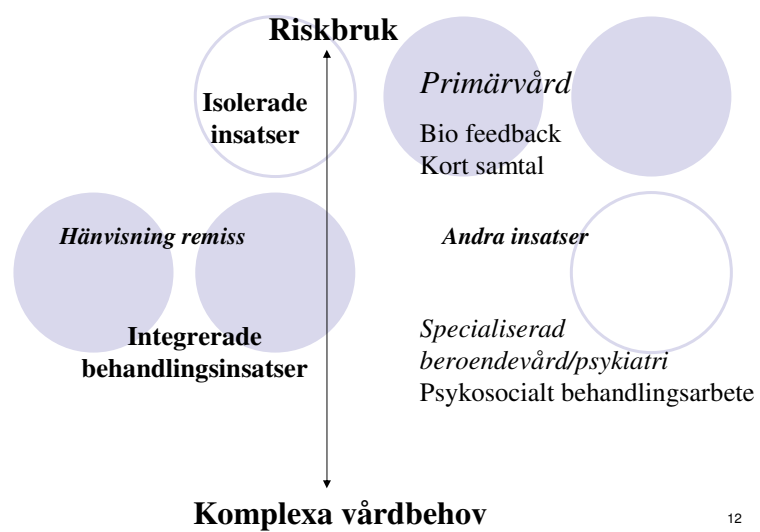 Riskbruk
Isolerade
insatser
Primärvård
Bio feedback
Kort samtal
Hänvisning remiss
Andra insatser
Integrerade
behandlingsinsatser
Specialiserad
beroendevård/psykiatri
Psykosocialt behandlingsarbete
Komplexa vårdbehov
12